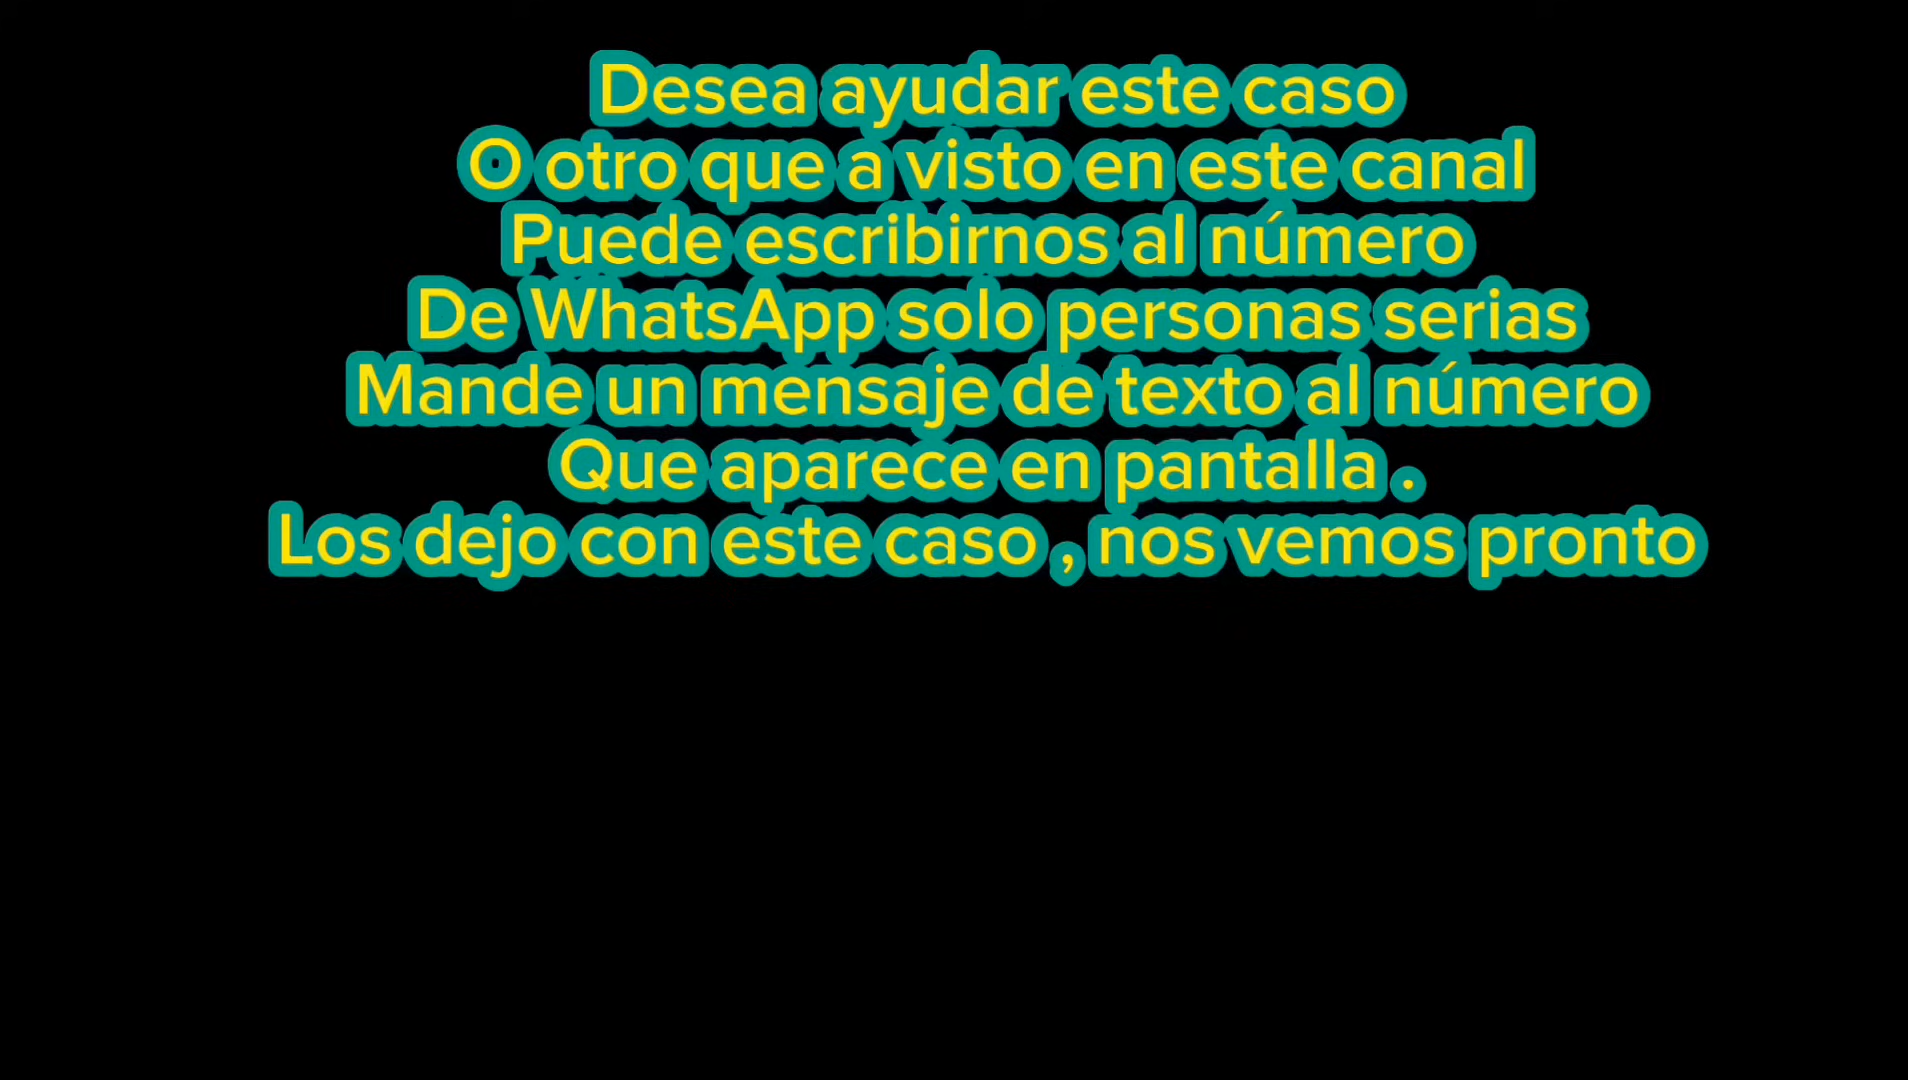 Desea ayudar este caso
O otro que a visto en este canal
Puede escribirnos al número
De WhatsApp solo personas serias
Mande un mensaje de texto al número
Que aparece en pantalla .
Los dejo con este caso , nos vemos pronto